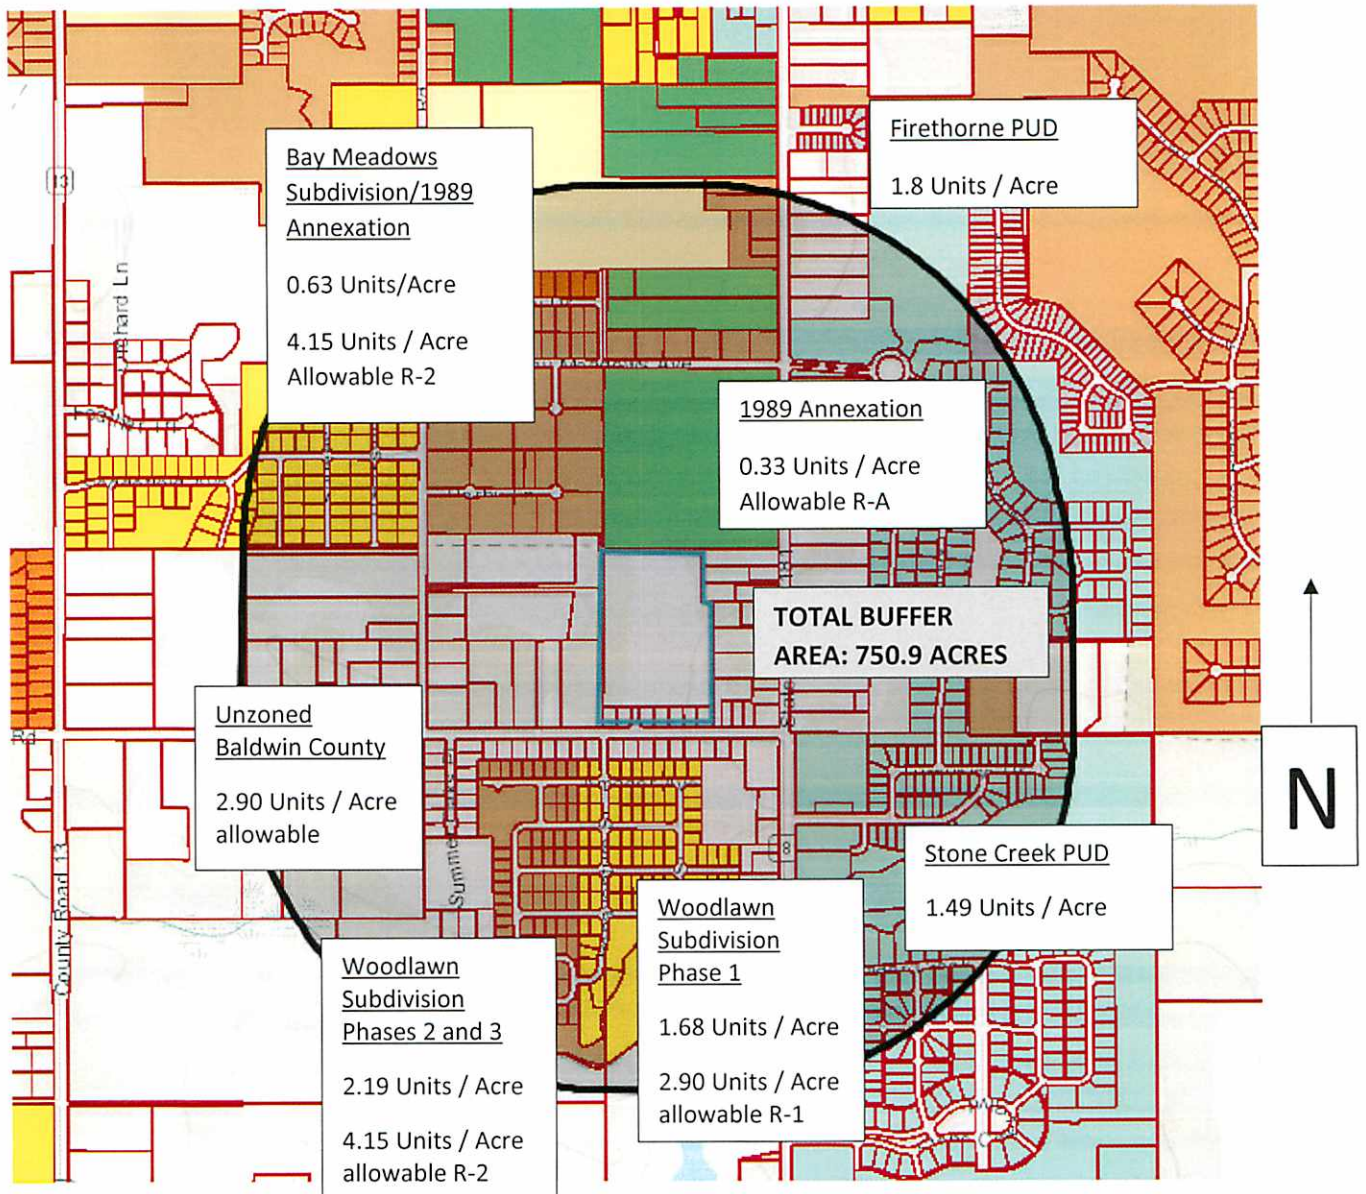 13
Firethorne PUD
1.8 Units / Acre
Bay Meadows
Subdivision/1989
Annexation
0.63 Units/Acre
4.15 Units / Acre
Allowable R-2
1989 Annexation
0.33 Units / Acre
Allowable R-A
TOTAL BUFFER
AREA: 750.9 ACRES
Unzoned
Baldwin County
2.90 Units / Acre
allowable
Rd
N
8
Stone Creek PUD
1.49 Units / Acre
Woodlawn
Subdivision
Phase 1
1.68 Units / Acre
2.90 Units / Acre
allowable R-1
County Road 13
Woodlawn
Subdivision
Phases 2 and 3
2.19 Units / Acre
4.15 Units / Acre
allowable R-2